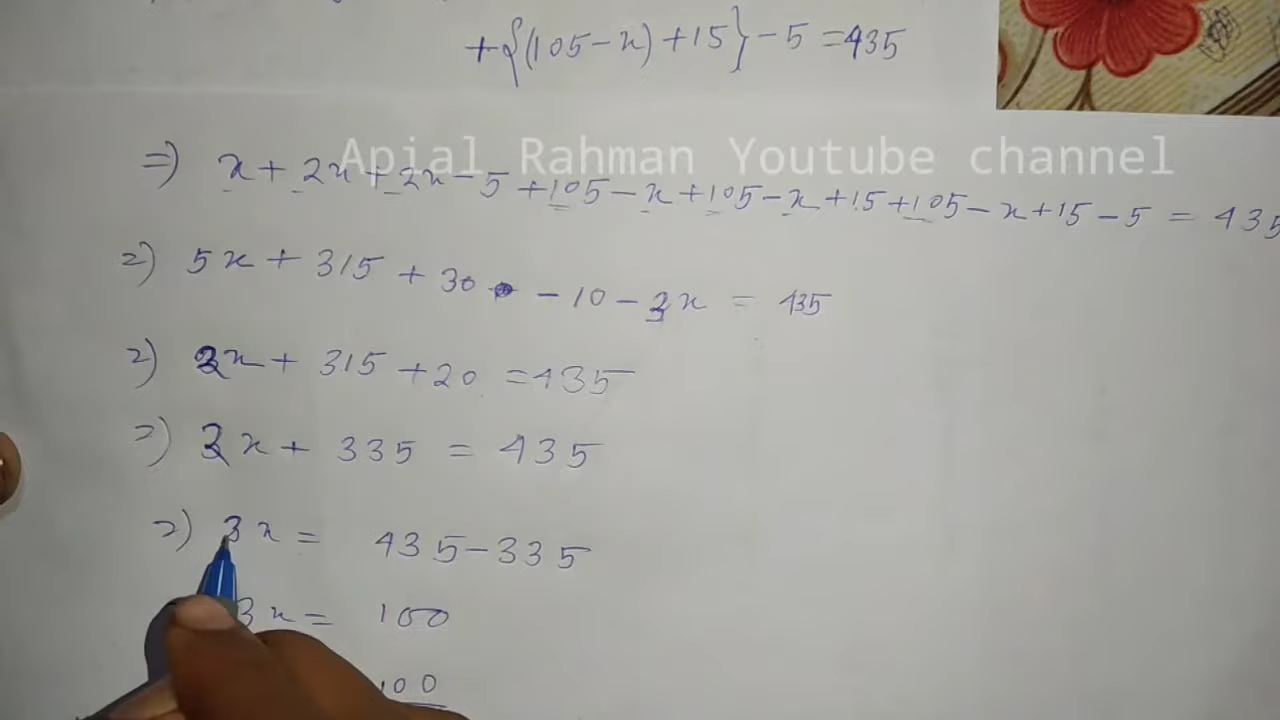 +{(105-x)+15}-5=435
Apial Rahman Youtube channel
=) x+2x+2x-5+105-x+105-x+15+105-x+15-5=435
=) 5x+315+30-10-3x=435
=) 2x+315+20=435
=) 2x+335=435
=) 3x=435-335
3x=100
100